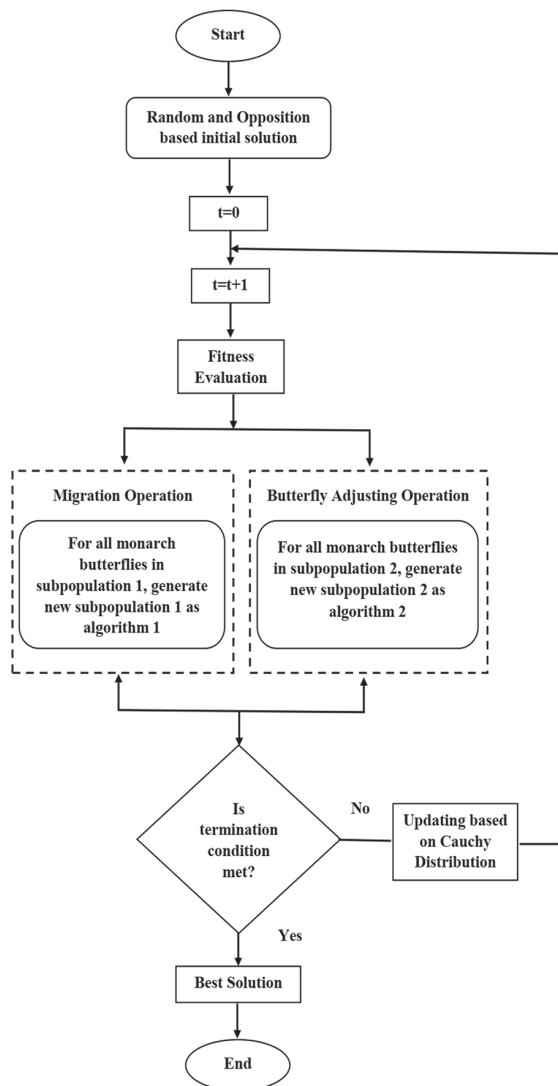 Start
Random and Opposition
based initial solution
t=0
t=t+1
Fitness
Evaluation
Migration Operation
For all monarch
butterflies in
subpopulation 1, generate
new subpopulation 1 as
algorithm 1
Butterfly Adjusting Operation
For all monarch butterflies
in subpopulation 2, generate
new subpopulation 2 as
algorithm 2
Is
termination
condition
met?
No
Updating based
on Cauchy
Distribution
Yes
Best Solution
End